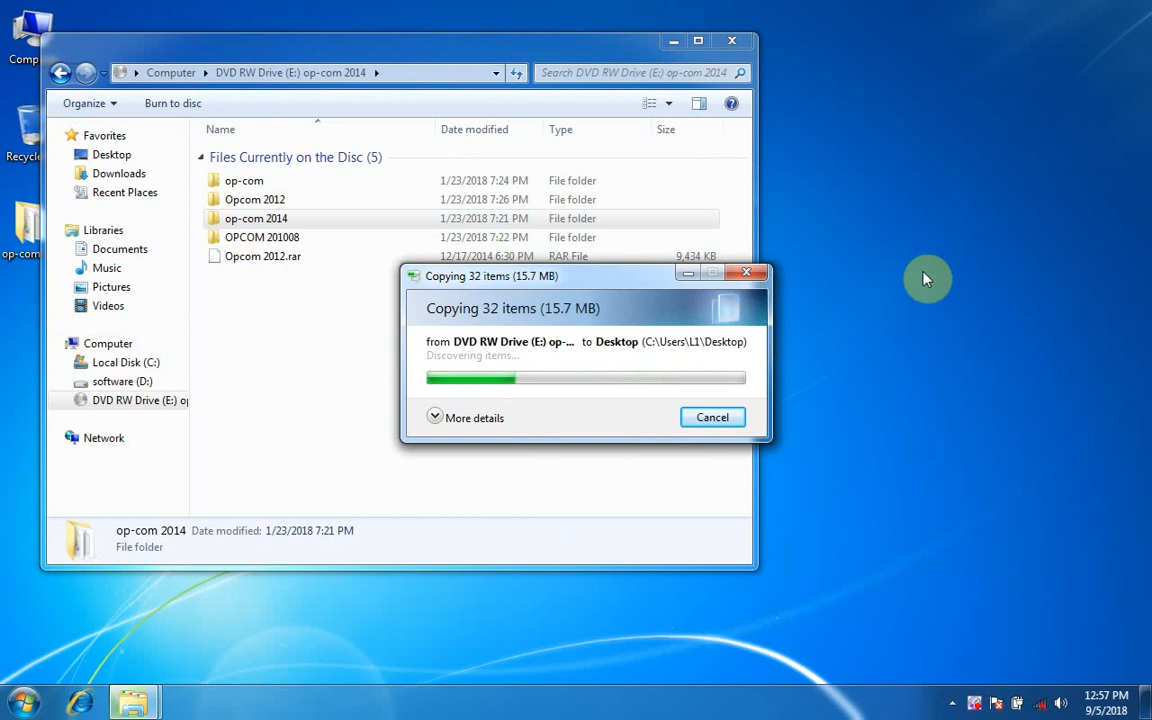 Comp
Recycle
op-com
Computer
DVD RW Drive (E:) op-com 2014
Search DVD RW Drive (E:) op-com 2014
Organize
Burn to disc
Favorites
Desktop
Downloads
Recent Places
Libraries
Documents
Music
Pictures
Videos
Computer
Local Disk (C:)
software (D:)
DVD RW Drive (E:) op
Network
Name Date modified Type Size
Files Currently on the Disc (5)
op-com 1/23/2018 7:24 PM File folder
Opcom 2012 1/23/2018 7:26 PM File folder
op-com 2014 1/23/2018 7:21 PM File folder
OPCOM 201008 1/23/2018 7:22 PM File folder
Opcom 2012.rar 12/17/2014 6:30 PM RAR File 9,434 KB
Copying 32 items (15.7 MB)
Copying 32 items (15.7 MB)
from DVD RW Drive (E:) op-... to Desktop (C:\Users\L1\Desktop)
Discovering items...
More details
Cancel
op-com 2014 Date modified: 1/23/2018 7:21 PM
File folder
12:57 PM
9/5/2018